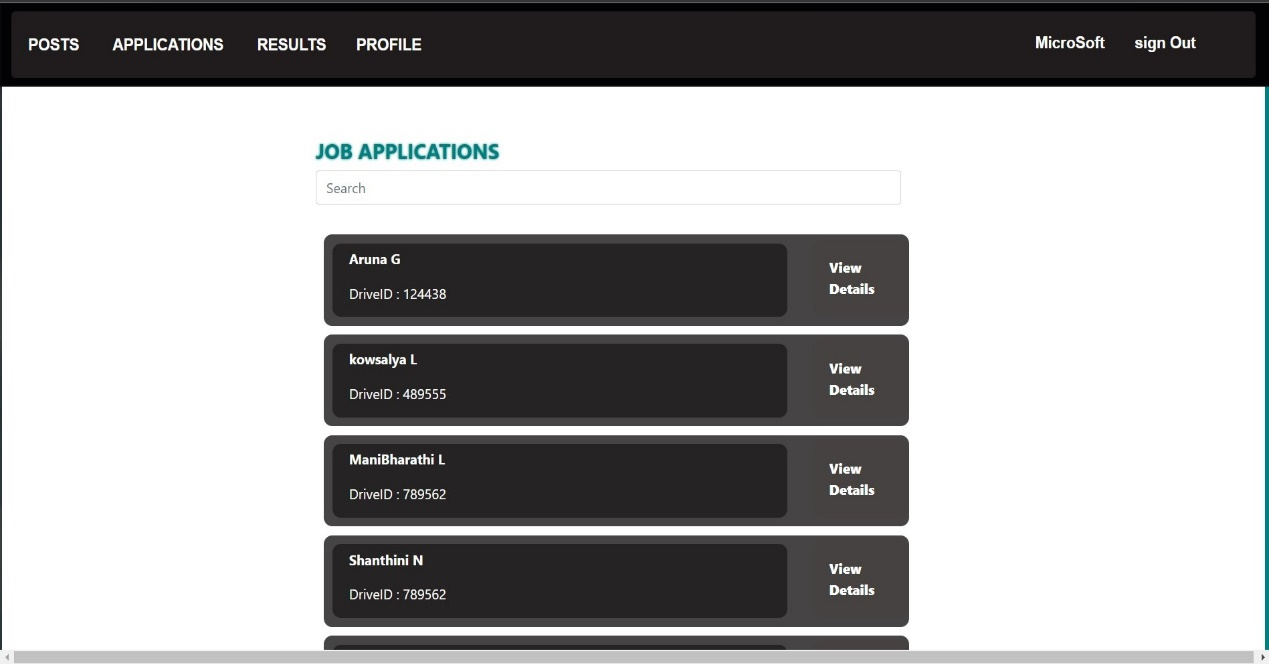 POSTS APPLICATIONS RESULTS PROFILE MicroSoft sign Out
JOB APPLICATIONS
Search
Aruna G
DriveID : 124438
View
Details
kowsalya L
DriveID : 489555
View
Details
ManiBharathi L
DriveID : 789562
View
Details
Shanthini N
DriveID : 789562
View
Details